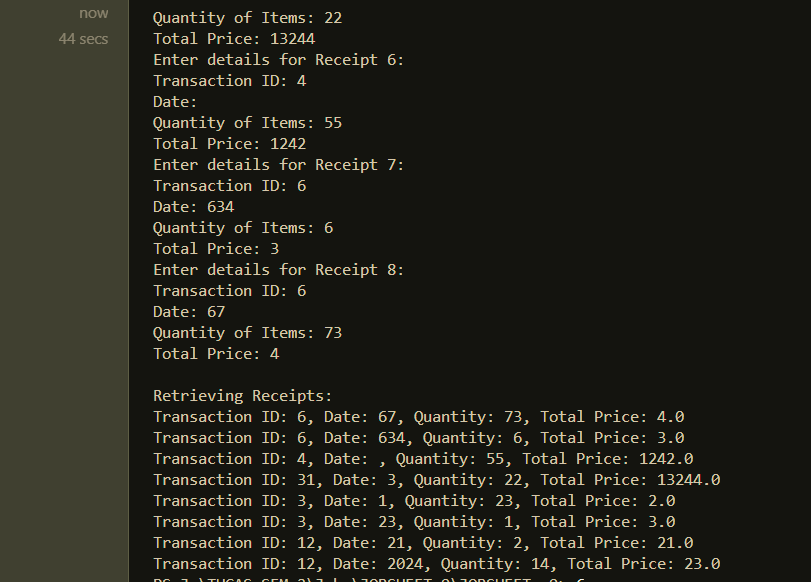 now
44 secs
Quantity of Items: 22
Total Price: 13244
Enter details for Receipt 6:
Transaction ID: 4
Date:
Quantity of Items: 55
Total Price: 1242
Enter details for Receipt 7:
Transaction ID: 6
Date: 634
Quantity of Items: 6
Total Price: 3
Enter details for Receipt 8:
Transaction ID: 6
Date: 67
Quantity of Items: 73
Total Price: 4
Retrieving Receipts:
Transaction ID: 6, Date: 67, Quantity: 73, Total Price: 4.0
Transaction ID: 6, Date: 634, Quantity: 6, Total Price: 3.0
Transaction ID: 4, Date: , Quantity: 55, Total Price: 1242.0
Transaction ID: 31, Date: 3, Quantity: 22, Total Price: 13244.0
Transaction ID: 3, Date: 1, Quantity: 23, Total Price: 2.0
Transaction ID: 3, Date: 23, Quantity: 1, Total Price: 3.0
Transaction ID: 12, Date: 21, Quantity: 2, Total Price: 21.0
Transaction ID: 12, Date: 2024, Quantity: 14, Total Price: 23.0